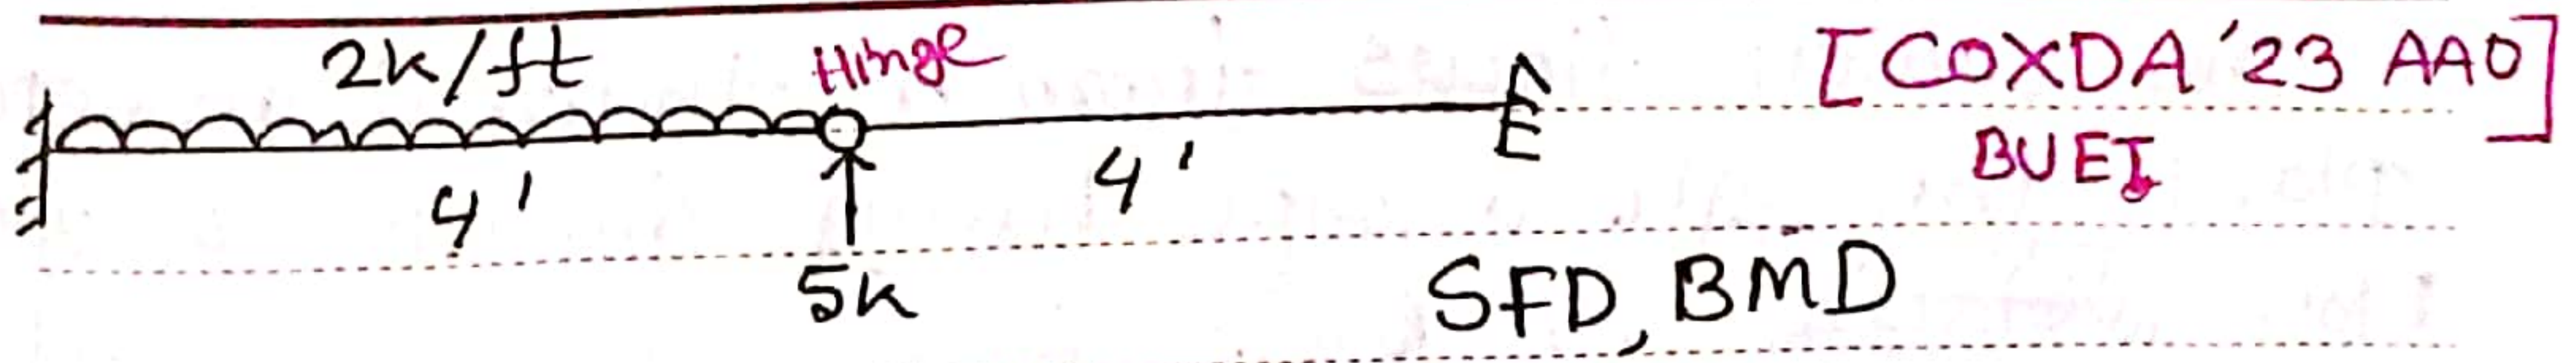 2k/ft Hinge [COXDA '23 AAO]
BUET
4' 4'
5k SFD, BMD